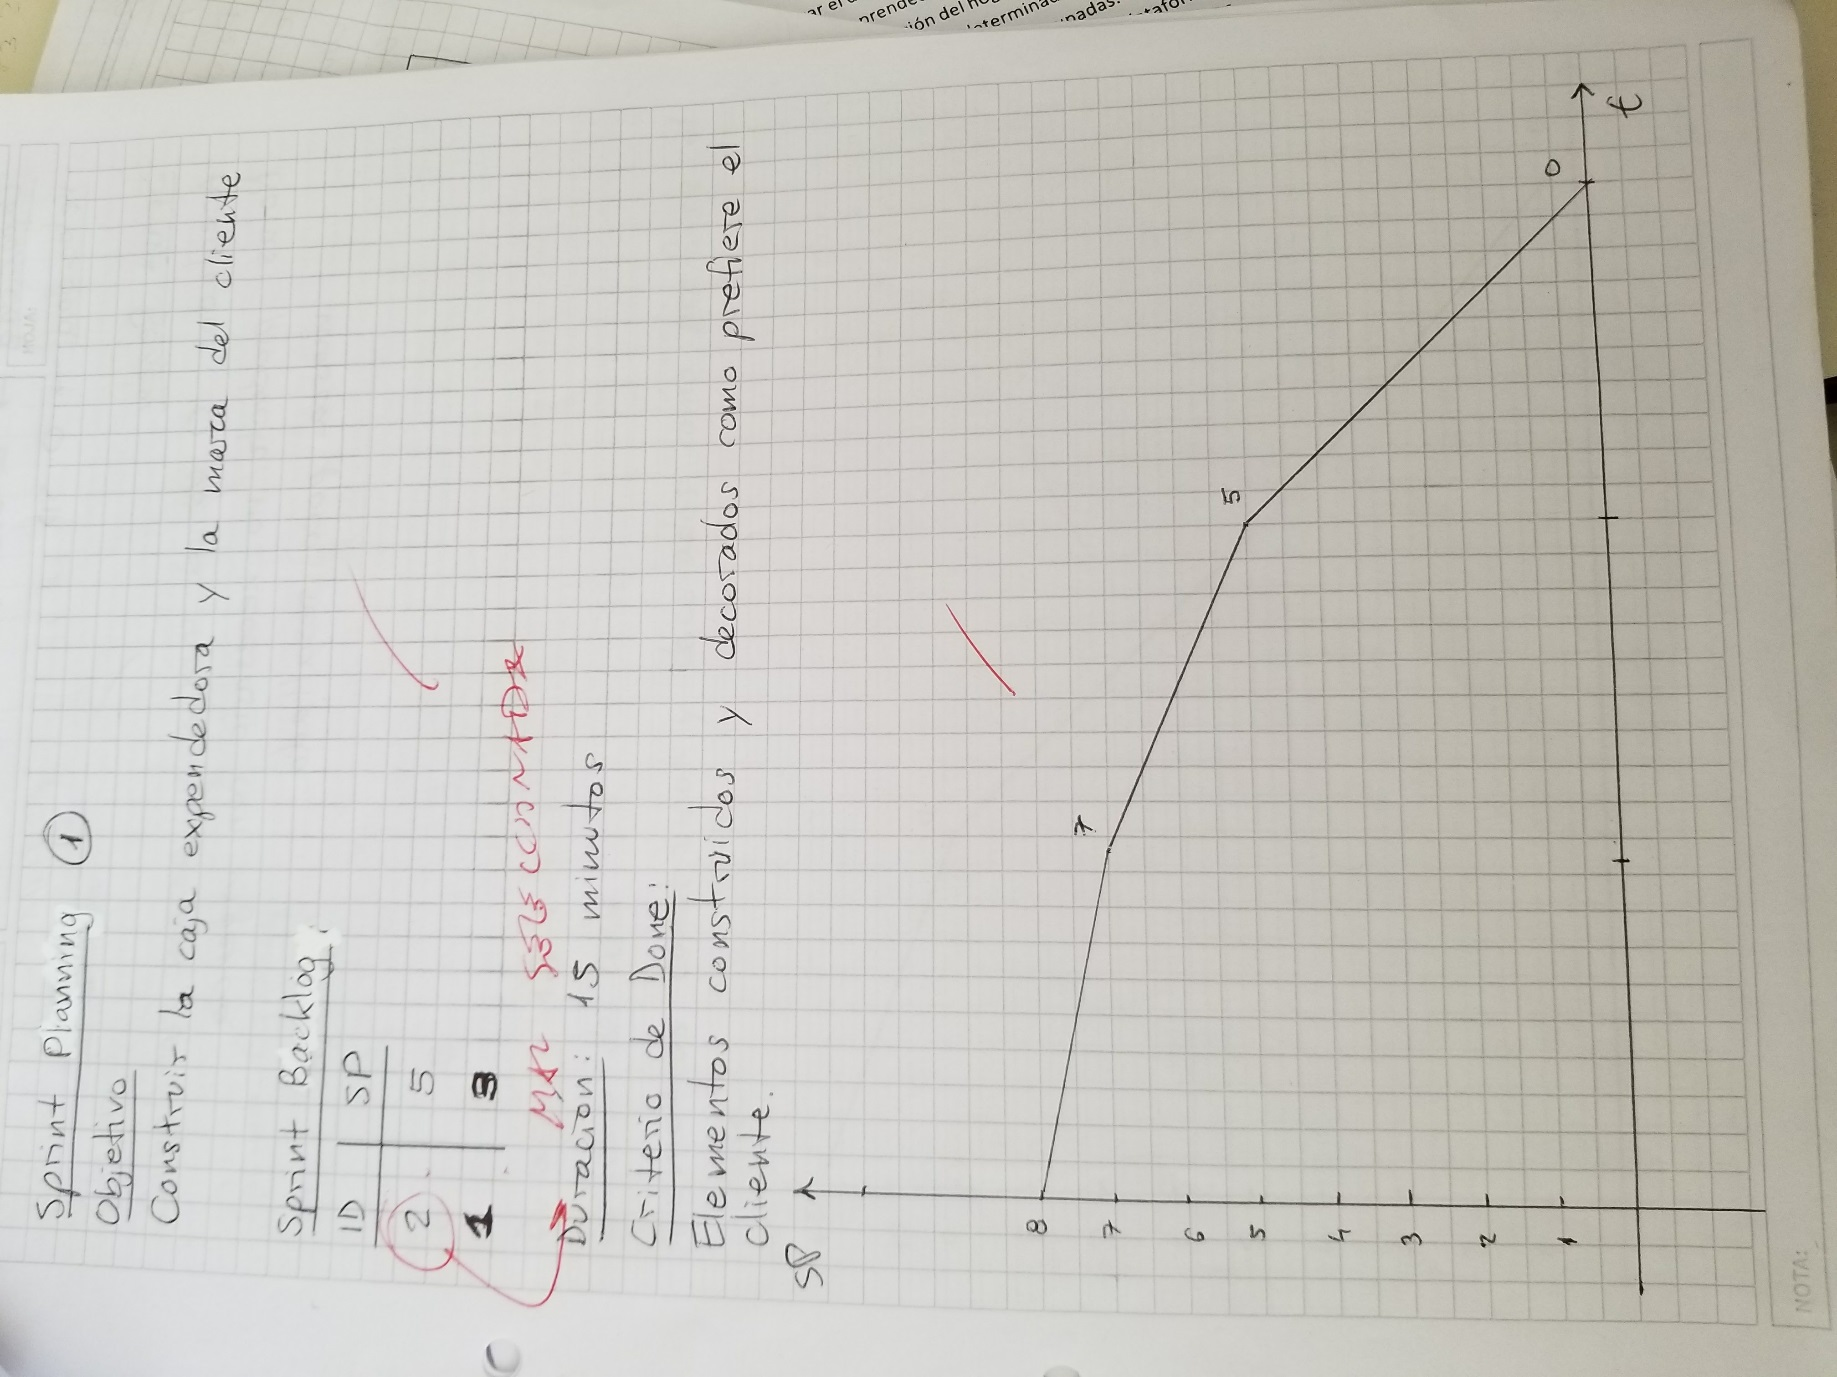 Sprint Planning 1
Objetivo
Construir la caja expendedora y la marca del cliente
Sprint Backlog:
ID SP
2 5
1 3
Duración: 15 minutos
Criterio de Done:
Elementos construidos y decorados como prefiere el
cliente.
SP
8
7
6
5
4
3
2
1
7
5
0
t
NOTA: